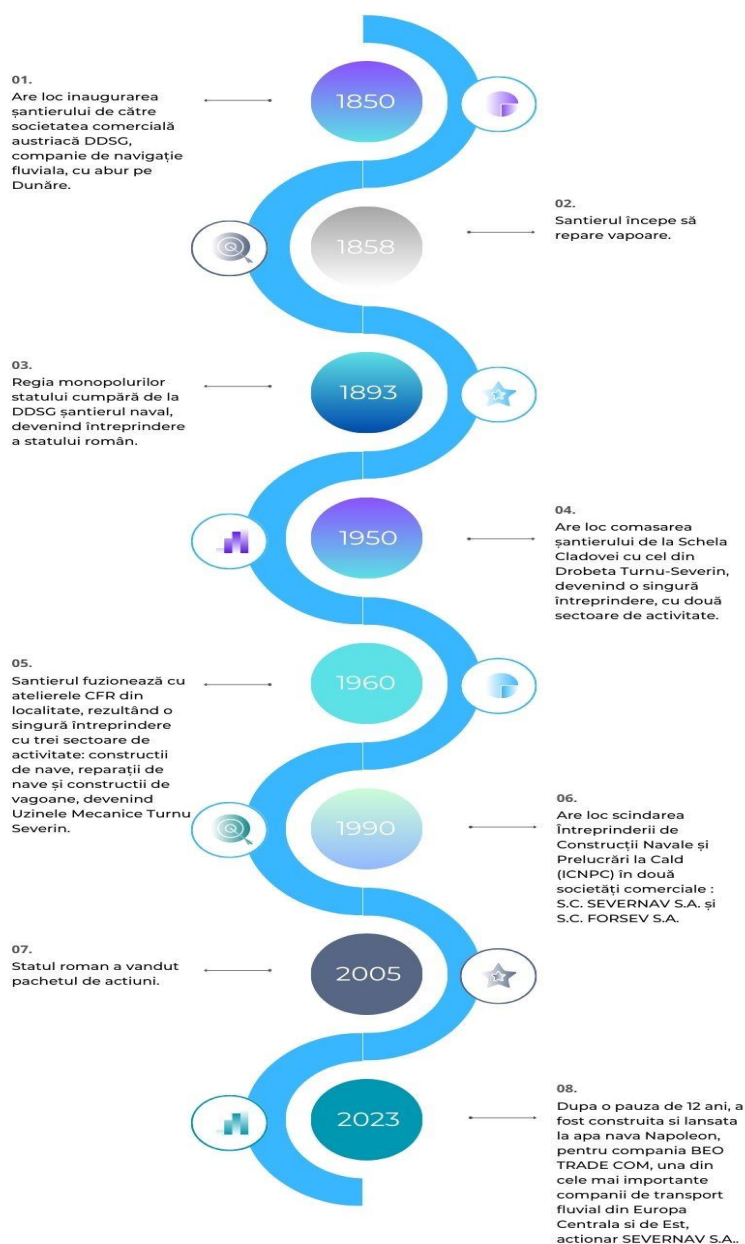 01.
Are loc inaugurarea
șantierului de către
societatea comercială
austriacă DDSG,
companie de navigație
fluviala, cu abur pe
Dunăre.
1850
02.
Santierul începe să
repare vapoare.
1858
03.
Regia monopolurilor
statului cumpără de la
DDSG șantierul naval,
devenind întreprindere
a statului român.
1893
04.
Are loc comasarea
șantierului de la Schela
Cladovei cu cel din
Drobeta Turnu-Severin,
devenind o singură
întreprindere, cu două
sectoare de activitate.
1950
05.
Santierul fuzionează cu
atelierele CFR din
localitate, rezultând o
singură întreprindere
cu trei sectoare de
activitate: constructii
de nave, reparații de
nave și constructii de
vagoane, devenind
Uzinele Mecanice Turnu
Severin.
1960
06.
Are loc scindarea
Întreprinderii de
Construcții Navale și
Prelucrări la Cald
(ICNPC) în două
societăți comerciale :
S.C. SEVERNAV S.A. și
S.C. FORSEV S.A.
1990
07.
Statul roman a vandut
pachetul de actiuni.
2005
08.
Dupa o pauza de 12 ani, a
fost construita si lansata
la apa nava Napoleon,
pentru compania BEO
TRADE COM, una din
cele mai importante
companii de transport
fluvial din Europa
Centrala si de Est,
actionar SEVERNAV S.A..
2023